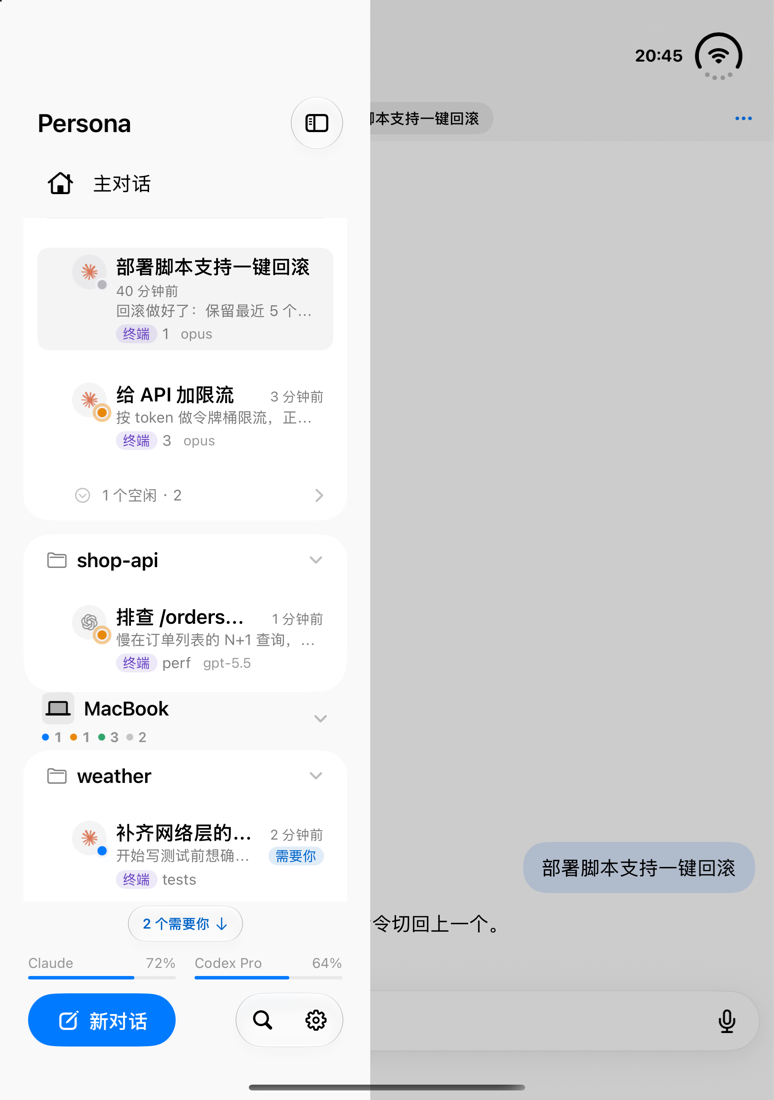 20:45
Persona
脚本支持一键回滚
主对话
部署脚本支持一键回滚
40 分钟前
回滚做好了：保留最近 5 个…
终端 1 opus
给 API 加限流 3 分钟前
按 token 做令牌桶限流，正…
终端 3 opus
1 个空闲 · 2
shop-api
排查 /orders… 1 分钟前
慢在订单列表的 N+1 查询，…
终端 perf gpt-5.5
MacBook
1 1 3 2
weather
补齐网络层的… 2 分钟前
开始写测试前想确… 需要你
终端 tests
部署脚本支持一键回滚
2 个需要你 ↓
令切回上一个。
Claude 72% Codex Pro 64%
新对话